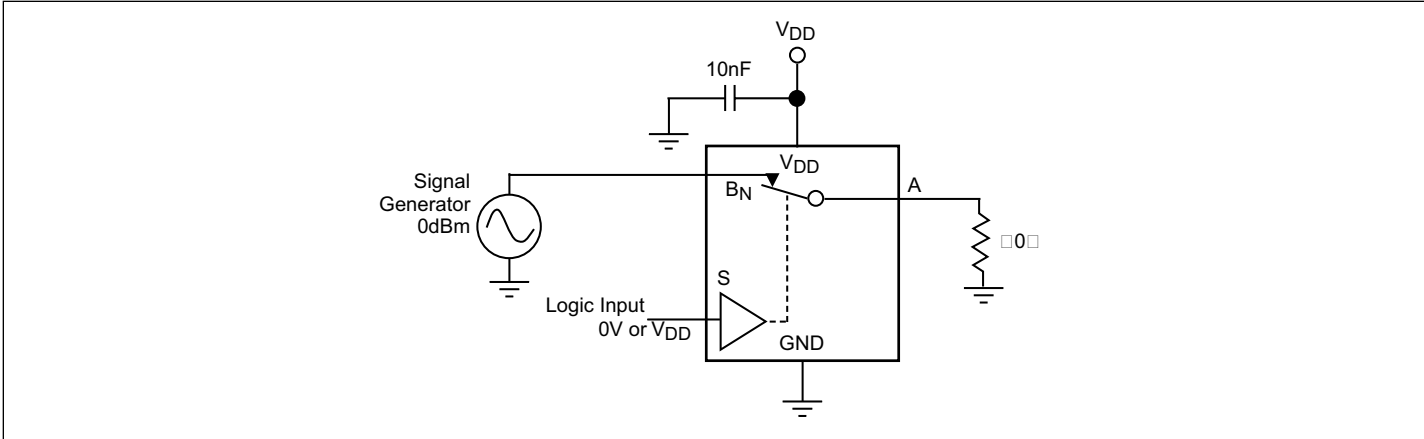 VDD
10nF
VDD
BN
A
Signal
Generator
0dBm
S
Logic Input
0V or VDD
GND